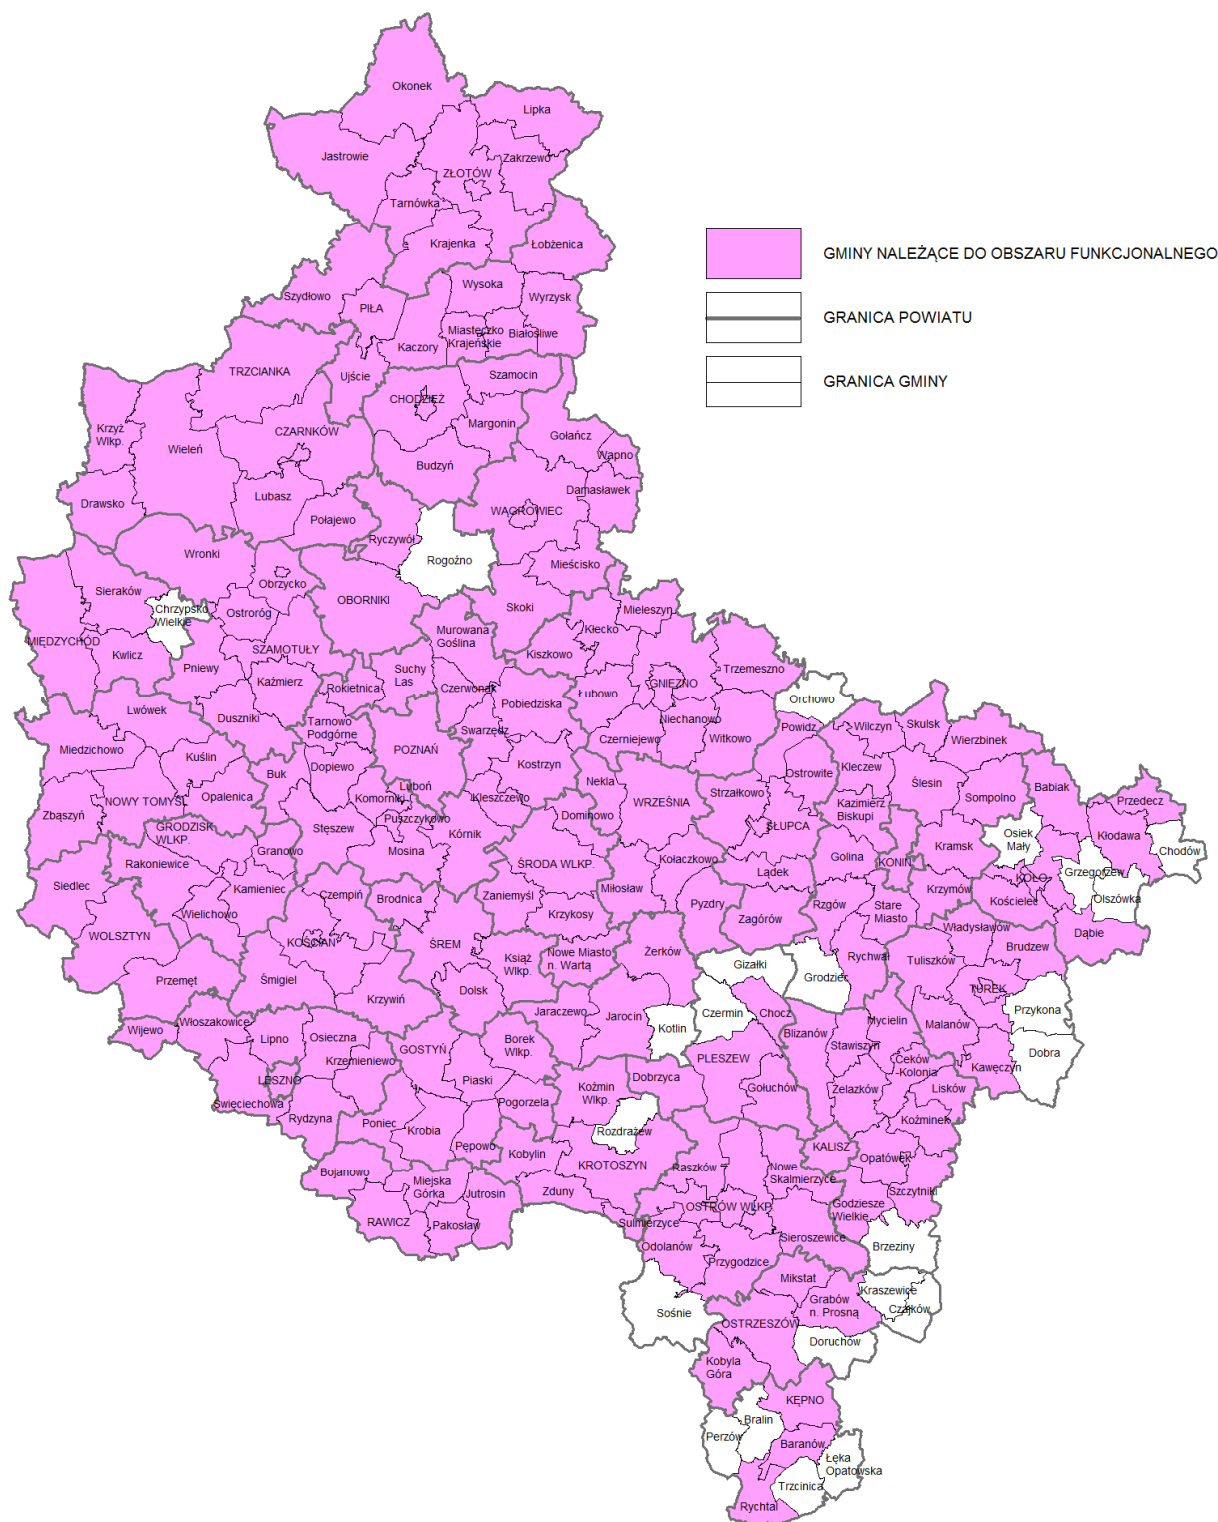 Okonek
Lipka
Jastrowie
Zakrzewo
ZŁOTÓW
Tarnówka
Krajenka
Łobżenica
GMINY NALEŻĄCE DO OBSZARU FUNKCJONALNEGO
Szydłowo
PIŁA
Wysoka
Wyrzysk
GRANICA POWIATU
Miasteczko
Krajeńskie
Białośliwe
Kaczory
TRZCIANKA
Ujście
Szamocin
GRANICA GMINY
CHODZIEŻ
Margonin
Krzyż
Wlkp.
Wieleń
CZARNKÓW
Gołańcz
Wapno
Budzyń
Drawsko
Lubasz
Damasławek
Połajewo
WĄGROWIEC
Ryczywół
Rogoźno
Wronki
Mieścisko
Sieraków
Obrzycko
OBORNIKI
Chrzypsko
Wielkie
Ostroróg
Skoki
Mieleszyn
MIĘDZYCHÓD
Kwilcz
SZAMOTUŁY
Murowana
Goślina
Kłecko
Kiszkowo
Pniewy
Kaźmierz
Rokietnica
Suchy
Las
Czerwonak
Trzemeszno
Łubowo
GNIEZNO
Orchowo
Lwówek
Duszniki
Tarnowo
Podgórne
Pobiedziska
Niechanowo
Swarzędz
Czerniejewo
Witkowo
Powidz
Wilczyn
Skulsk
Wierzbinek
Miedzichowo
Kuślin
POZNAŃ
Buk
Dopiewo
Kostrzyn
Nekla
Ostrowite
Kleczew
Ślesin
Babiak
NOWY TOMYŚL
Opalenica
Luboń
Komorniki
Kleszczewo
WRZEŚNIA
Strzałkowo
Sompolno
Przedecz
Zbąszyń
Puszczykowo
Dominowo
Kazimierz
Biskupi
GRODZISK
WLKP.
Stęszew
Kórnik
SŁUPCA
Osiek
Mały
Kłodawa
Chodów
Rakoniewice
Granowo
Mosina
ŚRODA WLKP.
Kołaczkowo
Golina
KONIN
Kramsk
Siedlec
Kamieniec
Lądek
KOŁO
Grzegorzew
Czempiń
Brodnica
Zaniemyśl
Miłosław
Krzymów
Kościelec
Olszówka
Wielichowo
Krzykosy
Pyzdry
Zagórów
Rzgów
Stare
Miasto
WOLSZTYN
KOŚCIAN
ŚREM
Władysławów
Dąbie
Książ
Wlkp.
Nowe Miasto
n. Wartą
Żerków
Rychwał
Tuliszków
Brudzew
Przemęt
Śmigiel
Gizałki
Grodziec
TUREK
Krzywiń
Dolsk
Przykona
Jaraczewo
Jarocin
Kotlin
Czermin
Chocz
Wijewo
Włoszakowice
Lipno
Osieczna
GOSTYŃ
Borek
Wlkp.
Blizanów
Mycielin
Malanów
Krzemieniewo
Stawiszyn
Dobra
PLESZEW
Ceków
-Kolonia
Kawęczyn
LESZNO
Piaski
Koźmin
Wlkp.
Dobrzyca
Gołuchów
Żelazków
Lisków
Święciechowa
Pogorzela
Rydzyna
Poniec
Krobia
Rozdrażew
Koźminek
Pępowo
Kobylin
KROTOSZYN
KALISZ
Opatówek
Bojanowo
Miejska
Górka
Jutrosin
Raszków
Nowe
Skalmierzyce
Zduny
Szczytniki
RAWICZ
Pakosław
OSTRÓW WLKP.
Godziesze
Wielkie
Sulmierzyce
Sieroszewice
Odolanów
Brzeziny
Przygodzice
Mikstat
Kraszewice
Grabów
n. Prosną
Czajków
Sośnie
OSTRZESZÓW
Doruchów
Kobyla
Góra
KĘPNO
Bralin
Perzów
Baranów
Łęka
Opatowska
Trzcinica
Rychtal